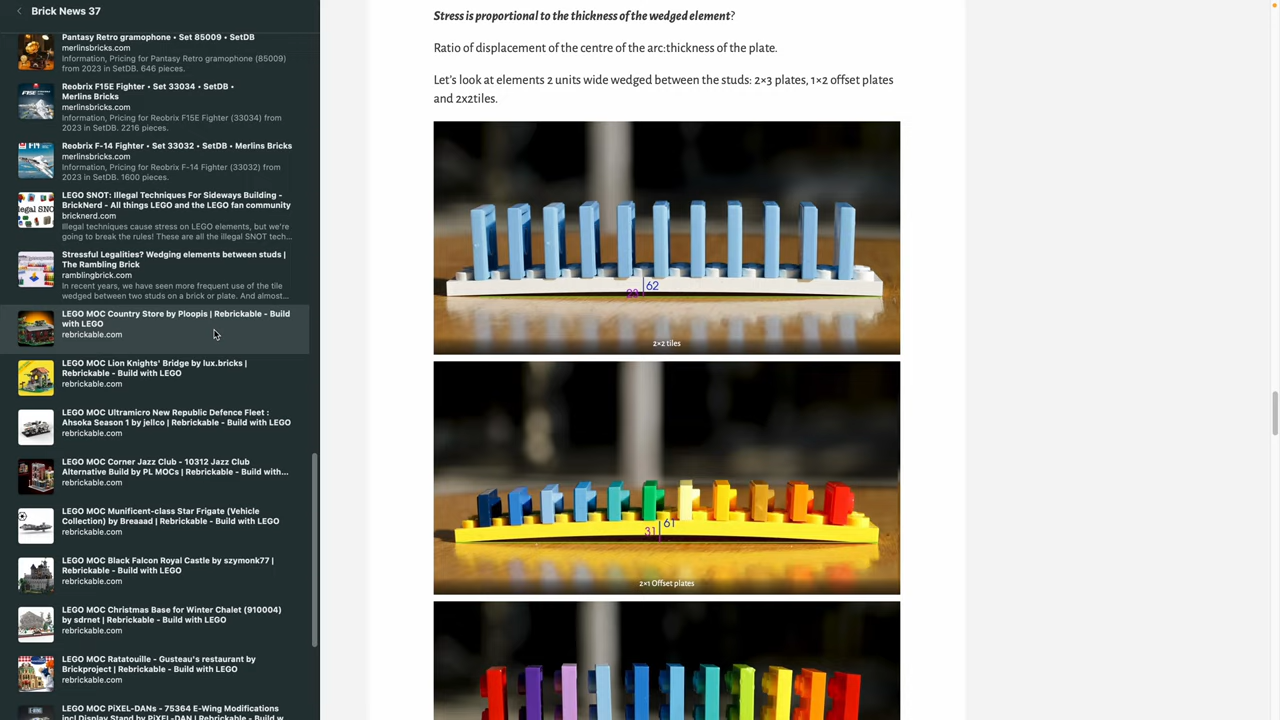 Brick News 37
Pantasy Retro gramophone • Set 85009 • SetDB
merlinsbricks.com
Information, Pricing for Pantasy Retro gramophone (85009)
from 2023 in SetDB. 646 pieces.
Reobrix F15E Fighter • Set 33034 • SetDB •
Merlins Bricks
merlinsbricks.com
Information, Pricing for Reobrix F15E Fighter (33034) from
2023 in SetDB. 2216 pieces.
Reobrix F-14 Fighter • Set 33032 • SetDB • Merlins Bricks
merlinsbricks.com
Information, Pricing for Reobrix F-14 Fighter (33032) from
2023 in SetDB. 1600 pieces.
LEGO SNOT: Illegal Techniques For Sideways Building -
BrickNerd - All things LEGO and the LEGO fan community
bricknerd.com
Illegal techniques cause stress on LEGO elements, but we're
going to break the rules! These are all the illegal SNOT tech...
Stressful Legalities? Wedging elements between studs |
The Rambling Brick
ramblingbrick.com
In recent years, we have seen more frequent use of the tile
wedged between two studs on a brick or plate. And almost...
LEGO MOC Country Store by Ploopis | Rebrickable - Build
with LEGO
rebrickable.com
LEGO MOC Lion Knights' Bridge by lux.bricks |
Rebrickable - Build with LEGO
rebrickable.com
LEGO MOC Ultramicro New Republic Defence Fleet :
Ahsoka Season 1 by jellco | Rebrickable - Build with LEGO
rebrickable.com
LEGO MOC Corner Jazz Club - 10312 Jazz Club
Alternative Build by PL MOCs | Rebrickable - Build with...
rebrickable.com
LEGO MOC Munificent-class Star Frigate (Vehicle
Collection) by Breaaad | Rebrickable - Build with LEGO
rebrickable.com
LEGO MOC Black Falcon Royal Castle by szymonk77 |
Rebrickable - Build with LEGO
rebrickable.com
LEGO MOC Christmas Base for Winter Chalet (910004)
by sdrnet | Rebrickable - Build with LEGO
rebrickable.com
LEGO MOC Ratatouille - Gusteau's restaurant by
Brickproject | Rebrickable - Build with LEGO
rebrickable.com
LEGO MOC PiXEL-DANs - 75364 E-Wing Modifications
incl Display Stand by PiXEL-DAN | Rebrickable - Build w
Stress is proportional to the thickness of the wedged element?
Ratio of displacement of the centre of the arc:thickness of the plate.
Let's look at elements 2 units wide wedged between the studs: 2×3 plates, 1×2 offset plates
and 2x2tiles.
62
2×2 tiles
31 61
2×1 Offset plates